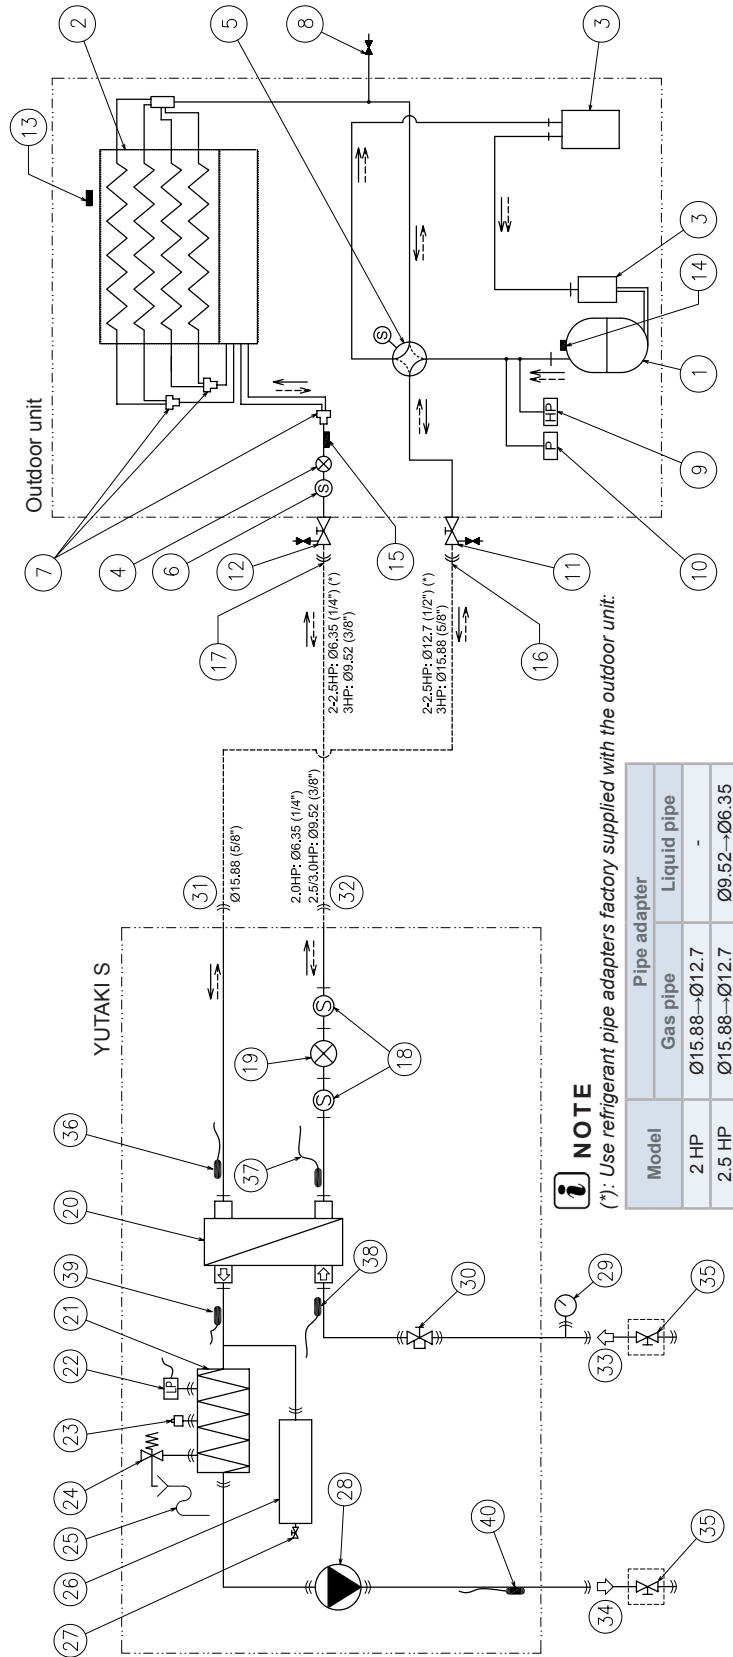 Outdoor unit
13
2
5
8
3
3
14
1
9
10
7
4
6
12
15
11
17
16
S
S
HP
P
2-2.5HP: Ø6.35 (1/4") (*)
3HP: Ø9.52 (3/8")
2-2.5HP: Ø12.7 (1/2") (*)
3HP: Ø15.88 (5/8")
YUTAKI S
31
Ø15.88 (5/8")
2.0HP: Ø6.35 (1/4")
2.5/3.0HP: Ø9.52 (3/8")
32
S
S
19
18
36
37
20
39
38
21
22
LP
23
24
25
26
27
28
30
29
40
33
34
35
35
i NOTE
(*): Use refrigerant pipe adapters factory supplied with the outdoor unit:
Model
Pipe adapter
Gas pipe
Liquid pipe
2 HP
Ø15.88→Ø12.7
-
2.5 HP
Ø15.88→Ø12.7
Ø9.52→Ø6.35